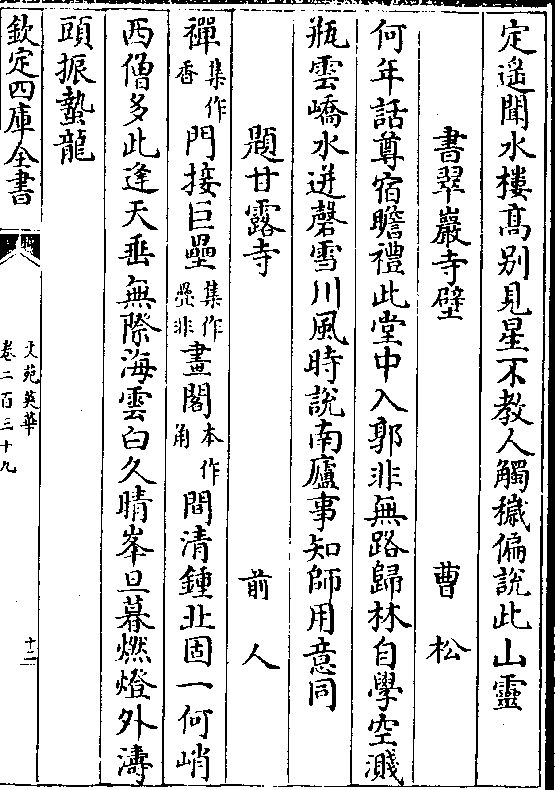 定遥聞水樓髙别見星不教人觸穢偏說此山靈
書翠巖寺壁 曹松
何年話尊宿瞻禮此堂中入郭非無路歸林自學空濺
瓶雲嶠水迸磬雪川風時說南廬事知師用意同
題甘露寺 前人
禪集作香門接巨壘集作疊非畫閣本作角間清鍾北固一何峭
西僧多此逢天垂無際海雲白久晴峯旦暮燃燈外濤
頭振蟄龍
欽定四庫全書
文苑英華
卷二百三十九
十二